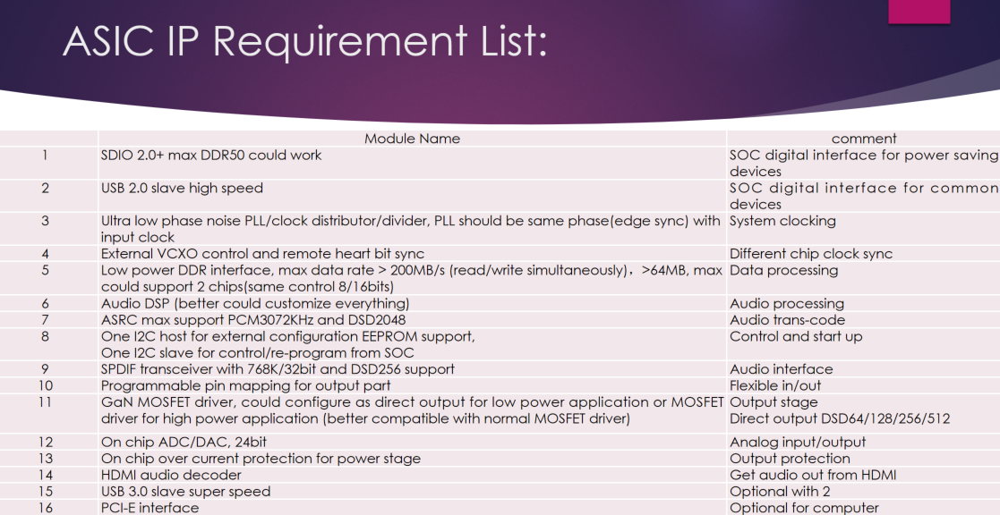 ASIC IP Requirement List:
Module Name comment
1 SDIO 2.0+ max DDR50 could work SOC digital interface for power saving
devices
2 USB 2.0 slave high speed SOC digital interface for common
devices
3 Ultra low phase noise PLL/clock distributor/divider, PLL should be same phase(edge sync) with System clocking
input clock
4 External VCXO control and remote heart bit sync Different chip clock sync
5 Low power DDR interface, max data rate > 200MB/s (read/write simultaneously)，>64MB, max Data processing
could support 2 chips(same control 8/16bits)
6 Audio DSP (better could customize everything) Audio processing
7 ASRC max support PCM3072KHz and DSD2048 Audio trans-code
8 One I2C host for external configuration EEPROM support, Control and start up
One I2C slave for control/re-program from SOC
9 SPDIF transceiver with 768K/32bit and DSD256 support Audio interface
10 Programmable pin mapping for output part Flexible in/out
11 GaN MOSFET driver, could configure as direct output for low power application or MOSFET Output stage
driver for high power application (better compatible with normal MOSFET driver) Direct output DSD64/128/256/512
12 On chip ADC/DAC, 24bit Analog input/output
13 On chip over current protection for power stage Output protection
14 HDMI audio decoder Get audio out from HDMI
15 USB 3.0 slave super speed Optional with 2
16 PCI-E interface Optional for computer